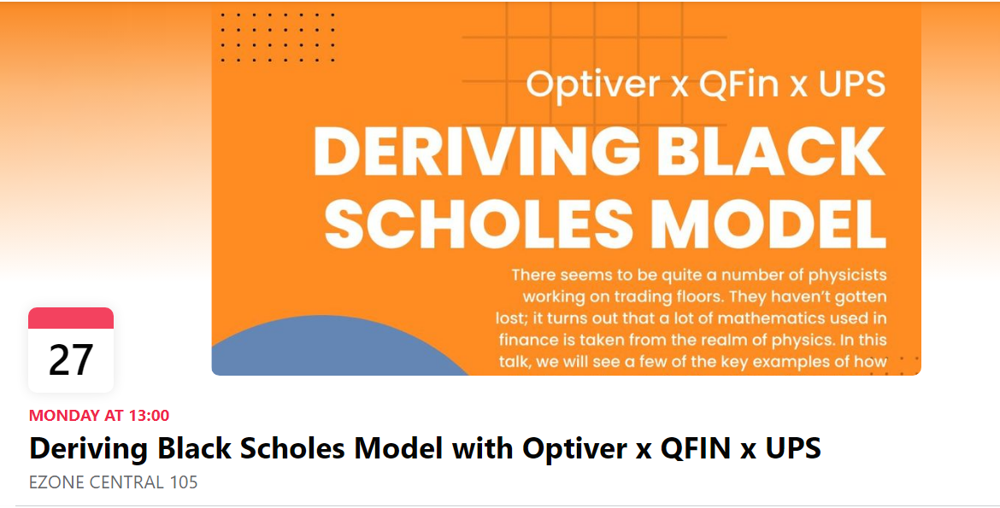 Optiver x QFin x UPS
DERIVING BLACK
SCHOLES MODEL
There seems to be quite a number of physicists
working on trading floors. They haven’t gotten
lost; it turns out that a lot of mathematics used in
finance is taken from the realm of physics. In this
talk, we will see a few of the key examples of how
27
MONDAY AT 13:00
Deriving Black Scholes Model with Optiver x QFIN x UPS
EZONE CENTRAL 105